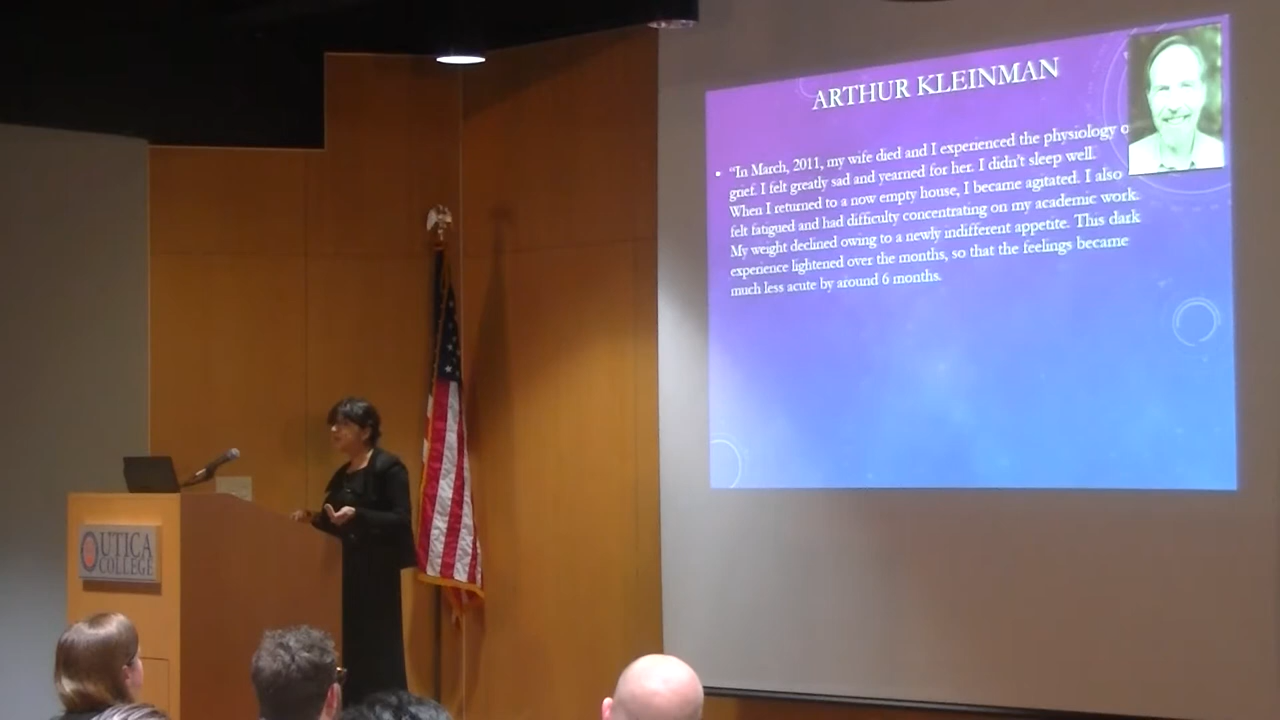 ARTHUR KLEINMAN
“In March, 2011, my wife died and I experienced the physiology o
grief. I felt greatly sad and yearned for her. I didn't sleep well.
When I returned to a now empty house, I became agitated. I also
felt fatigued and had difficulty concentrating on my academic work.
My weight declined owing to a newly indifferent appetite. This dark
experience lightened over the months, so that the feelings became
much less acute by around 6 months.
UTICA
COLLEGE